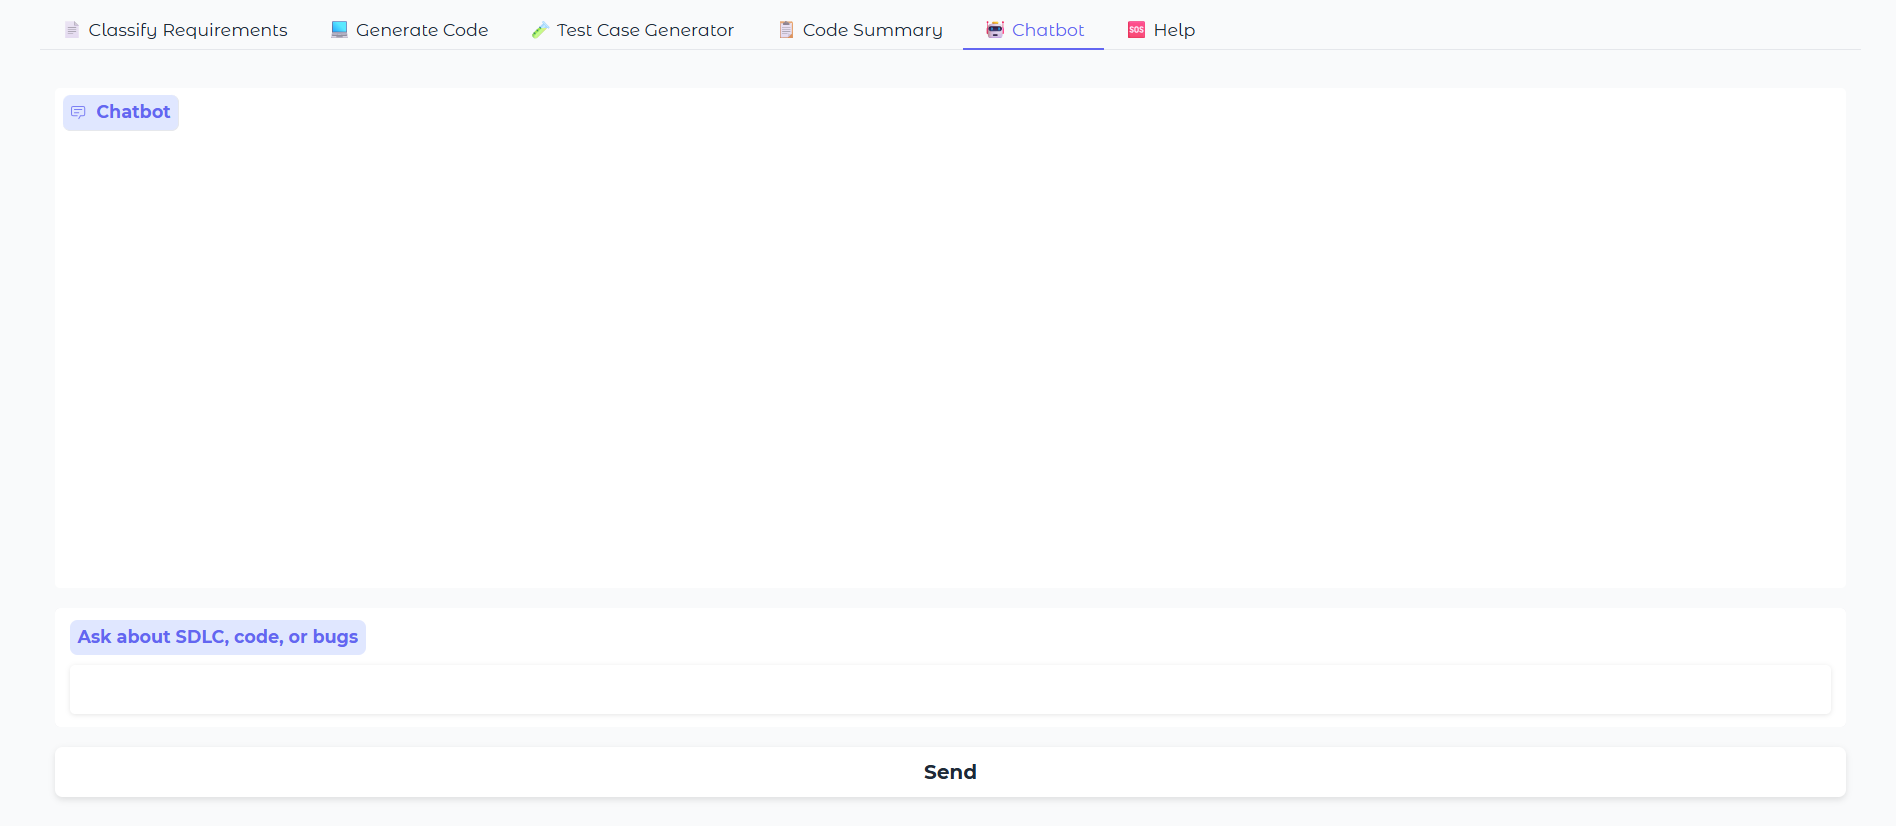 Classify Requirements Generate Code Test Case Generator Code Summary Chatbot SOS Help
Chatbot
Ask about SDLC, code, or bugs
Send